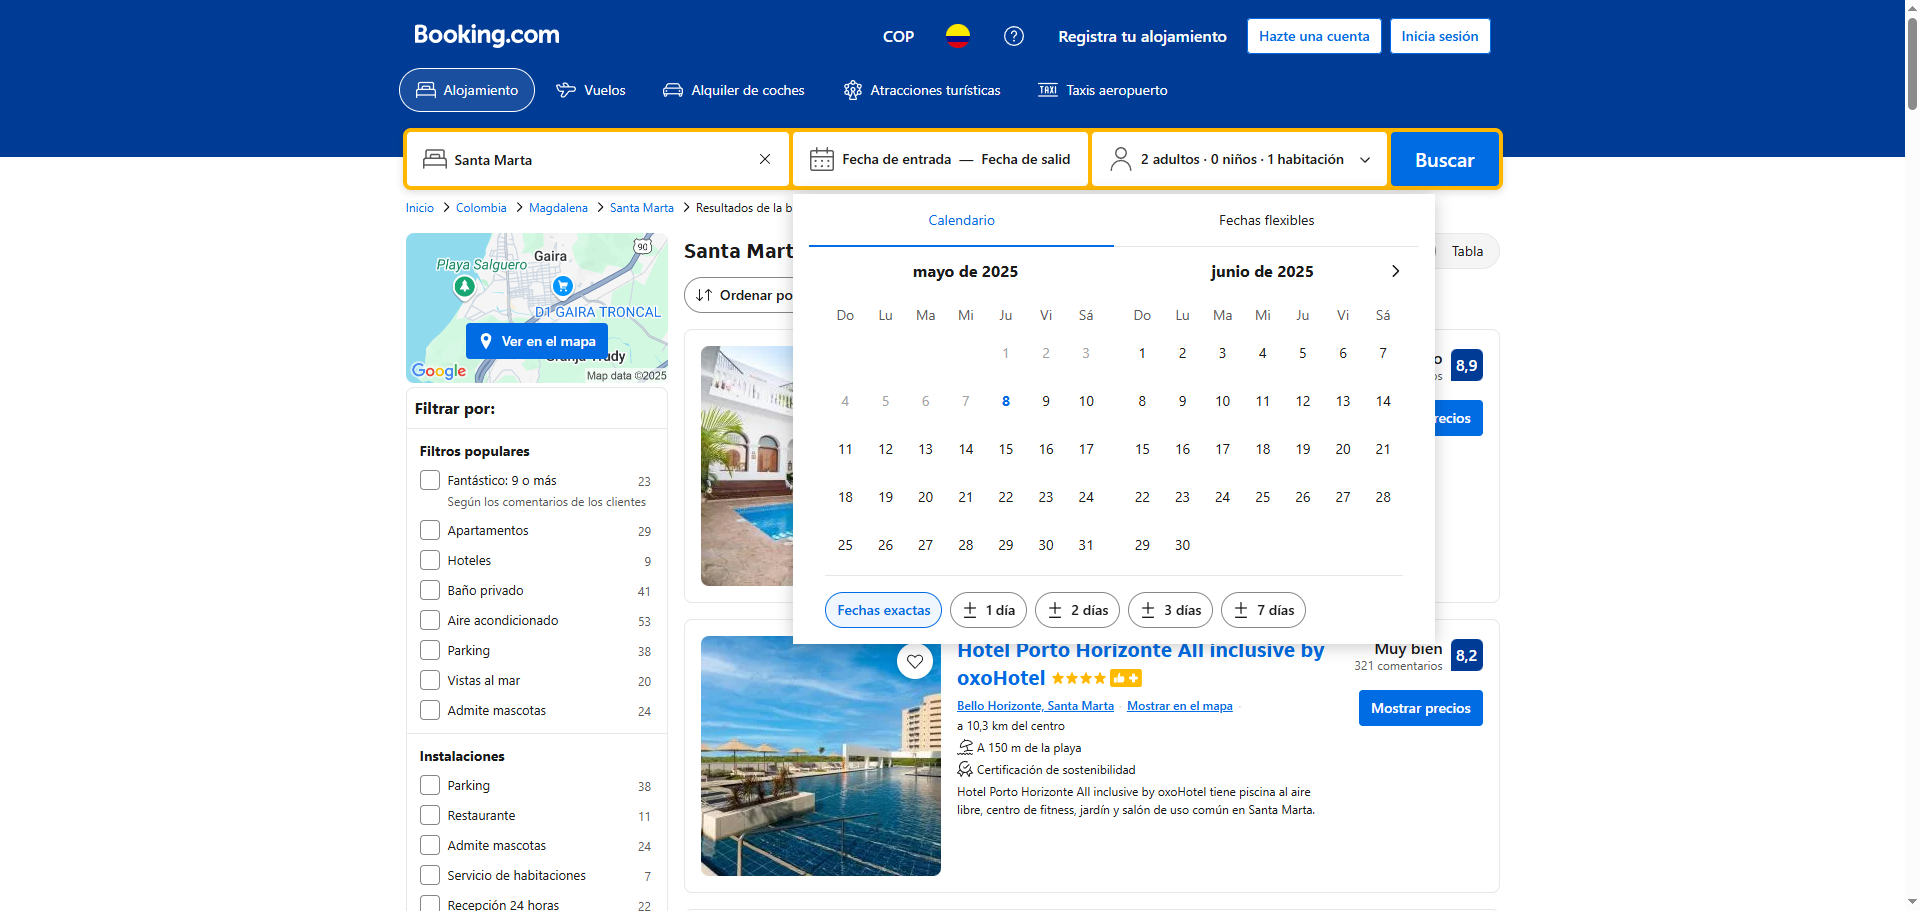 Booking.com
COP
Registra tu alojamiento
Hazte una cuenta
Inicia sesión
Alojamiento
Vuelos
Alquiler de coches
Atracciones turísticas
TAXI
Taxis aeropuerto
Santa Marta
Fecha de entrada — Fecha de salid
2 adultos · 0 niños · 1 habitación
Buscar
Inicio > Colombia > Magdalena > Santa Marta > Resultados de la b
Playa Salguero
Gaira
90
D1 GAIRA TRONCAL
Ver en el mapa
Google
Map data ©2025
Filtrar por:
Filtros populares
Fantástico: 9 o más 23
Según los comentarios de los clientes
Apartamentos 29
Hoteles 9
Baño privado 41
Aire acondicionado 53
Parking 38
Vistas al mar 20
Admite mascotas 24
Instalaciones
Parking 38
Restaurante 11
Admite mascotas 24
Servicio de habitaciones 7
Recepción 24 horas 22
Santa Mart
Tabla
Ordenar po
Calendario
Fechas flexibles
mayo de 2025
Do Lu Ma Mi Ju Vi Sá
1 2 3
4 5 6 7 8 9 10
11 12 13 14 15 16 17
18 19 20 21 22 23 24
25 26 27 28 29 30 31
junio de 2025
Do Lu Ma Mi Ju Vi Sá
1 2 3 4 5 6 7
8 9 10 11 12 13 14
15 16 17 18 19 20 21
22 23 24 25 26 27 28
29 30
Fechas exactas
± 1 día
± 2 días
± 3 días
± 7 días
o
os
8,9
recios
Hotel Porto Horizonte All inclusive by
oxoHotel
Bello Horizonte, Santa Marta
Mostrar en el mapa
a 10,3 km del centro
A 150 m de la playa
Certificación de sostenibilidad
Hotel Porto Horizonte All inclusive by oxoHotel tiene piscina al aire
libre, centro de fitness, jardín y salón de uso común en Santa Marta.
Muy bien
321 comentarios
8,2
Mostrar precios